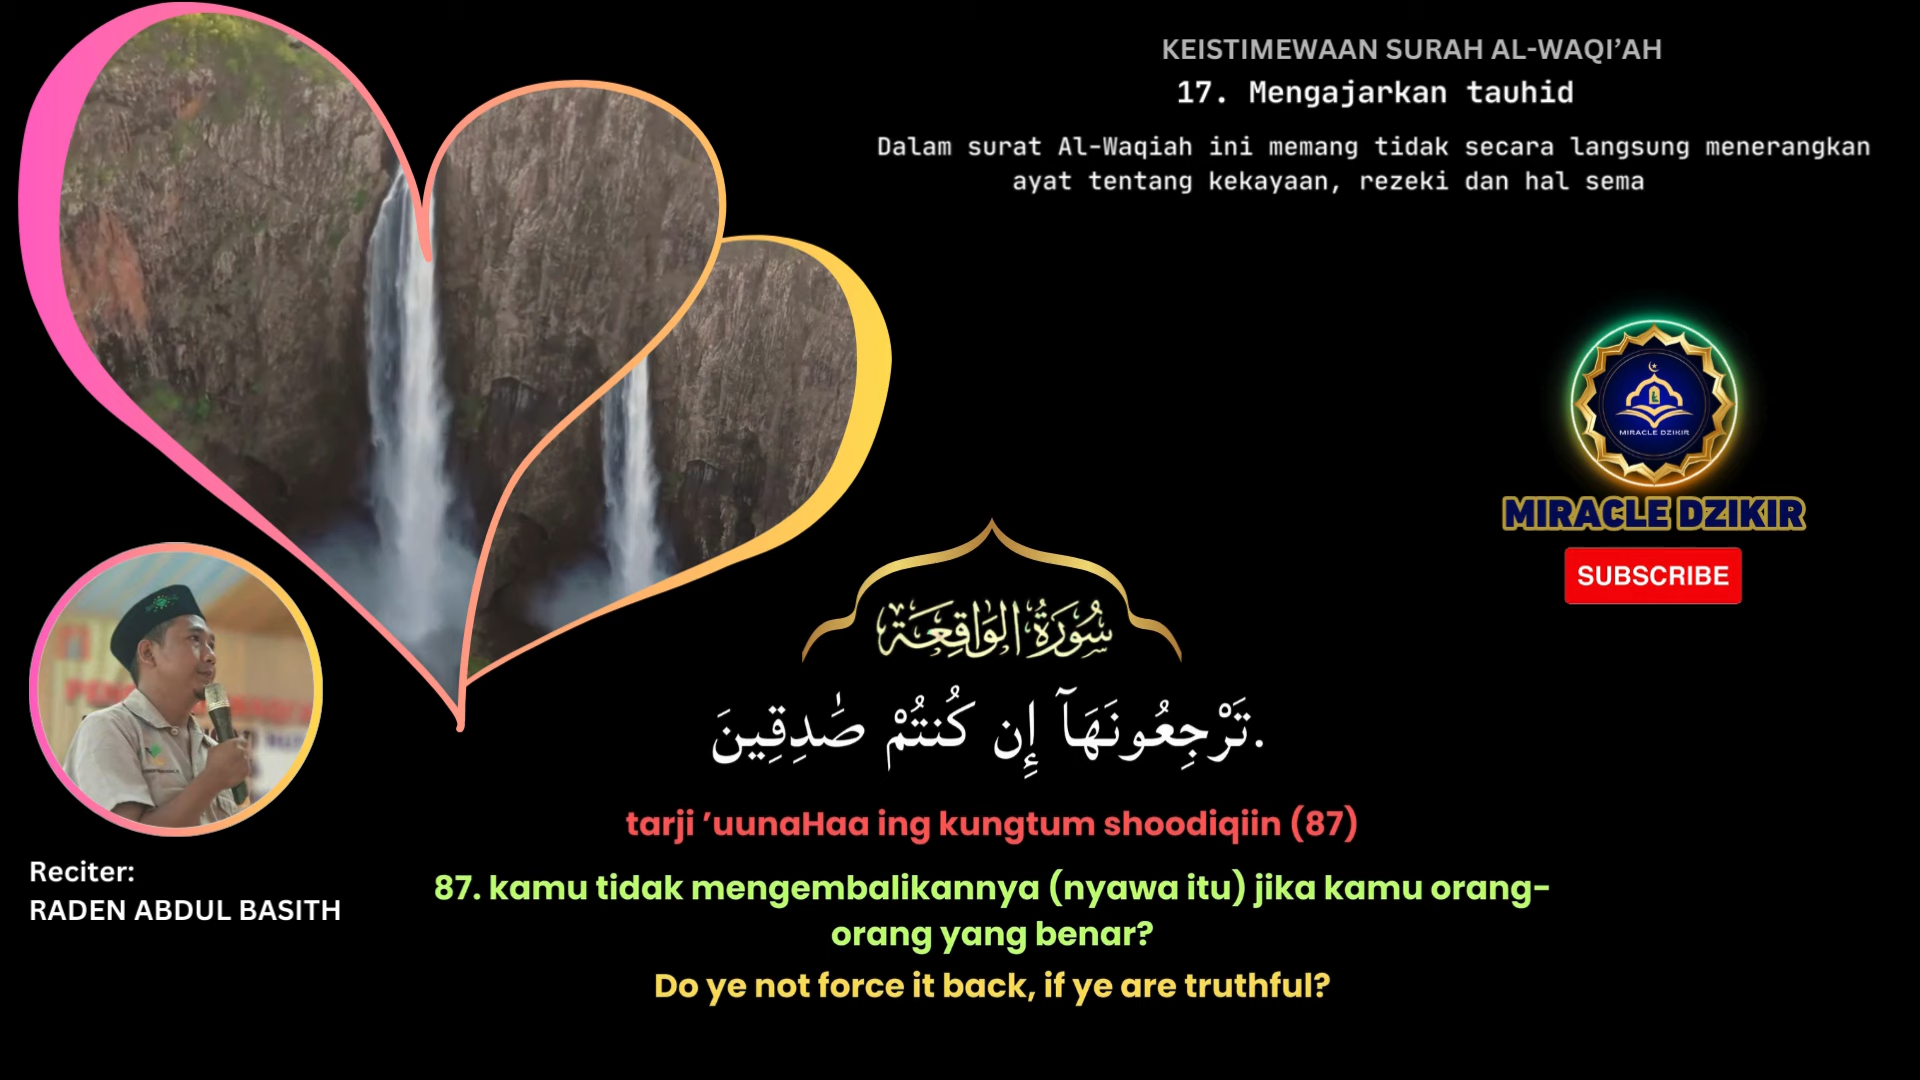 KEISTIMEWAAN SURAH AL-WAQI’AH
17. Mengajarkan tauhid
Dalam surat Al-Waqiah ini memang tidak secara langsung menerangkan
ayat tentang kekayaan, rezeki dan hal sema
MIRACLE DZIKIR
MIRACLE DZIKIR
SUBSCRIBE
سُورَةُ الوَاقِعَة
تَرْجِعُونَهَآ إِن كُنتُمْ صَٰدِقِينَ.
tarji ’uunaHaa ing kungtum shoodiqiin (87)
87. kamu tidak mengembalikannya (nyawa itu) jika kamu orang-
orang yang benar?
Do ye not force it back, if ye are truthful?
Reciter:
RADEN ABDUL BASITH